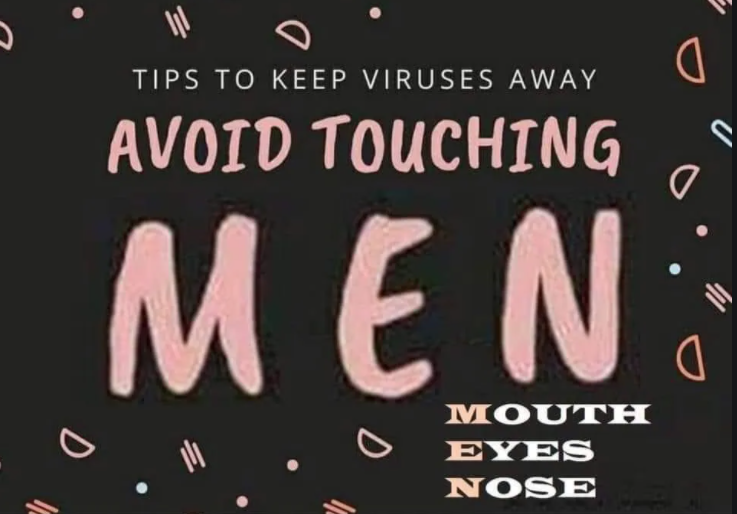 TIPS TO KEEP VIRUSES AWAY
AVOID TOUCHING
MEN
MOUTH
EYES
NOSE